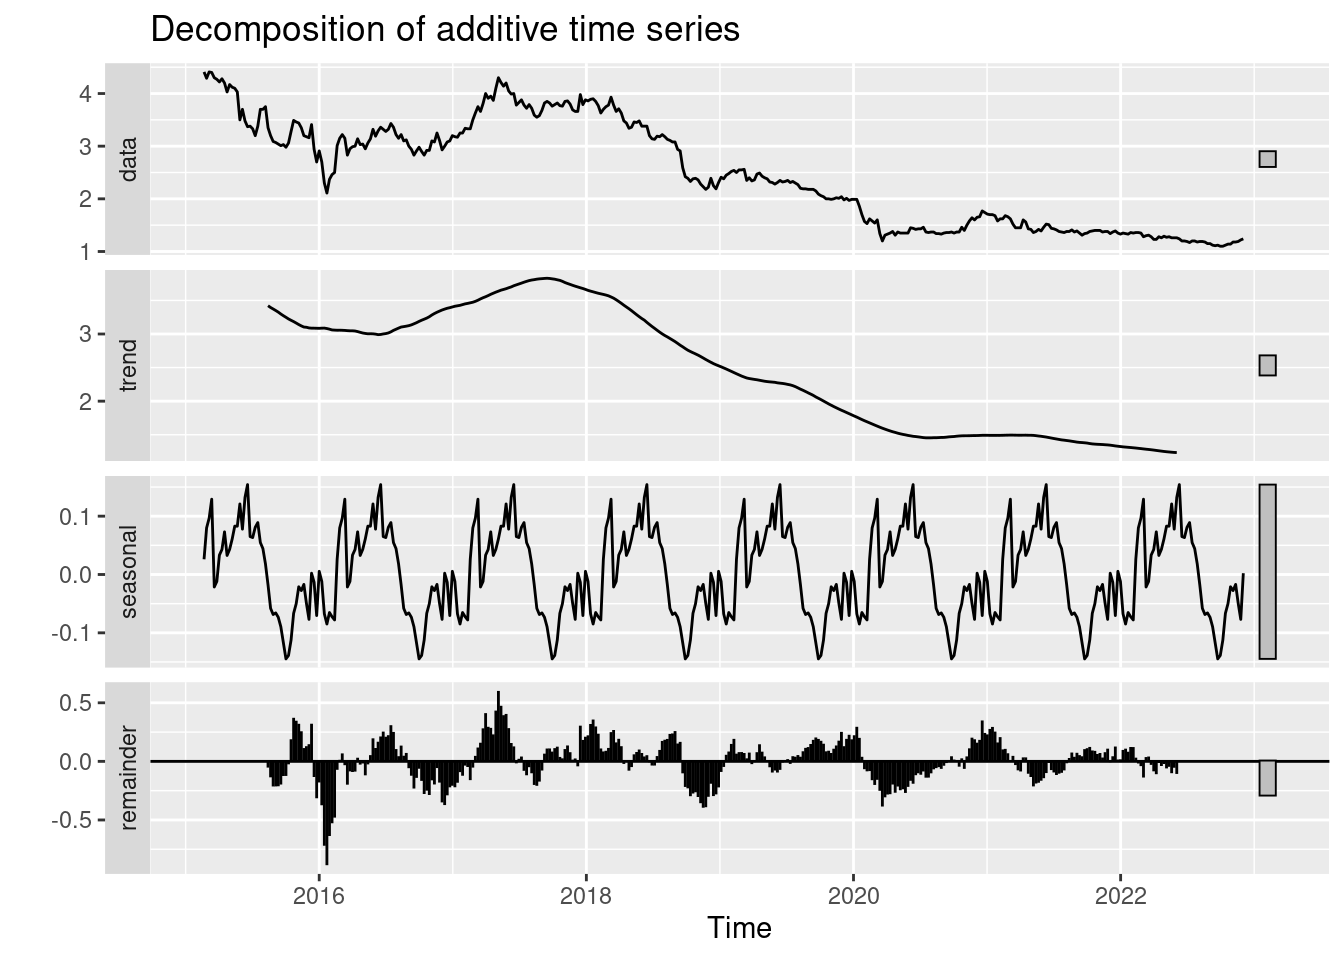 Decomposition of additive time series
data
4
3
2
1
trend
3
2
seasonal
0.1
0.0
-0.1
remainder
0.5
0.0
-0.5
2016 2018 2020 2022
Time